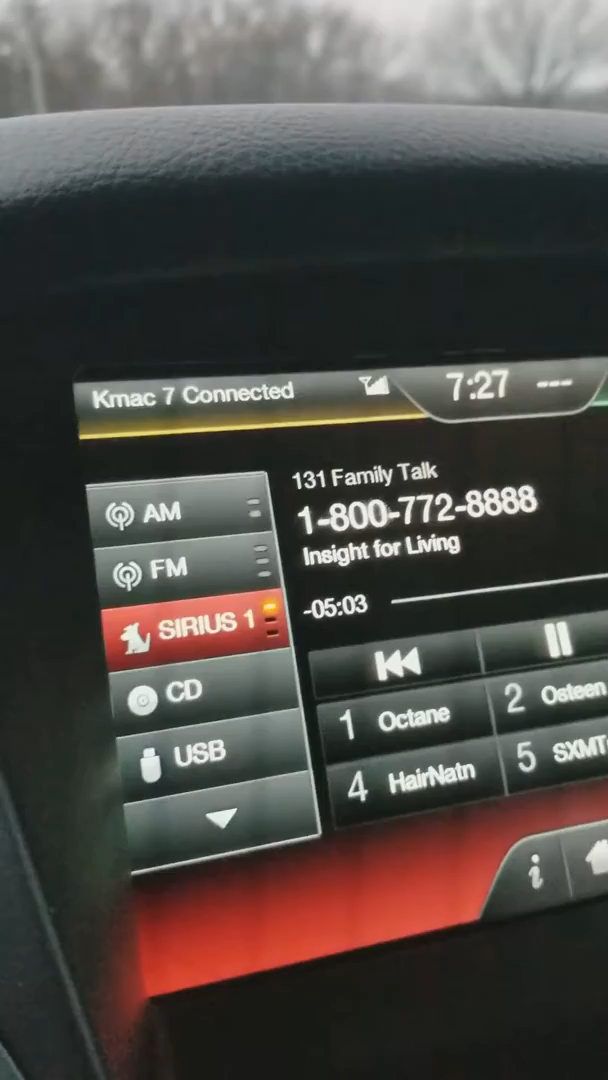 Kmac 7 Connected
7:27 ---
131 Family Talk
1-800-772-8888
Insight for Living
-05:03
AM
FM
SIRIUS 1
CD
USB
1 Octane
2 Osteen
4 HairNatn
5 SXMT
i